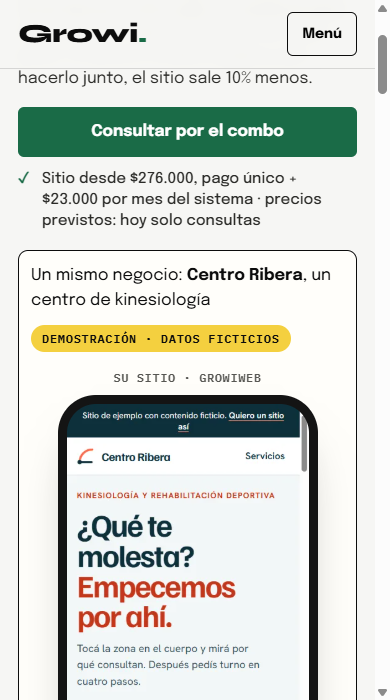 Growi.
Menú
hacerlo junto, el sitio sale 10% menos.
Consultar por el combo
✓ Sitio desde $276.000, pago único +
$23.000 por mes del sistema · precios
previstos: hoy solo consultas
Un mismo negocio: Centro Ribera, un
centro de kinesiología
DEMOSTRACIÓN · DATOS FICTICIOS
SU SITIO · GROWIWEB
Sitio de ejemplo con contenido ficticio. Quiero un sitio
así
Centro Ribera
Servicios
KINESIOLOGÍA Y REHABILITACIÓN DEPORTIVA
¿Qué te
molesta?
Empecemos
por ahí.
Tocá la zona en el cuerpo y mirá por
qué consultan. Después pedís turno en
cuatro pasos.